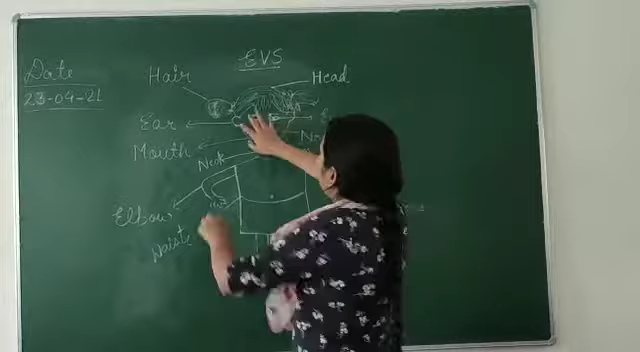 EVS
Date
23-04-21
Hair
Head
Ear
Mouth
Neck
Elbow
Waist